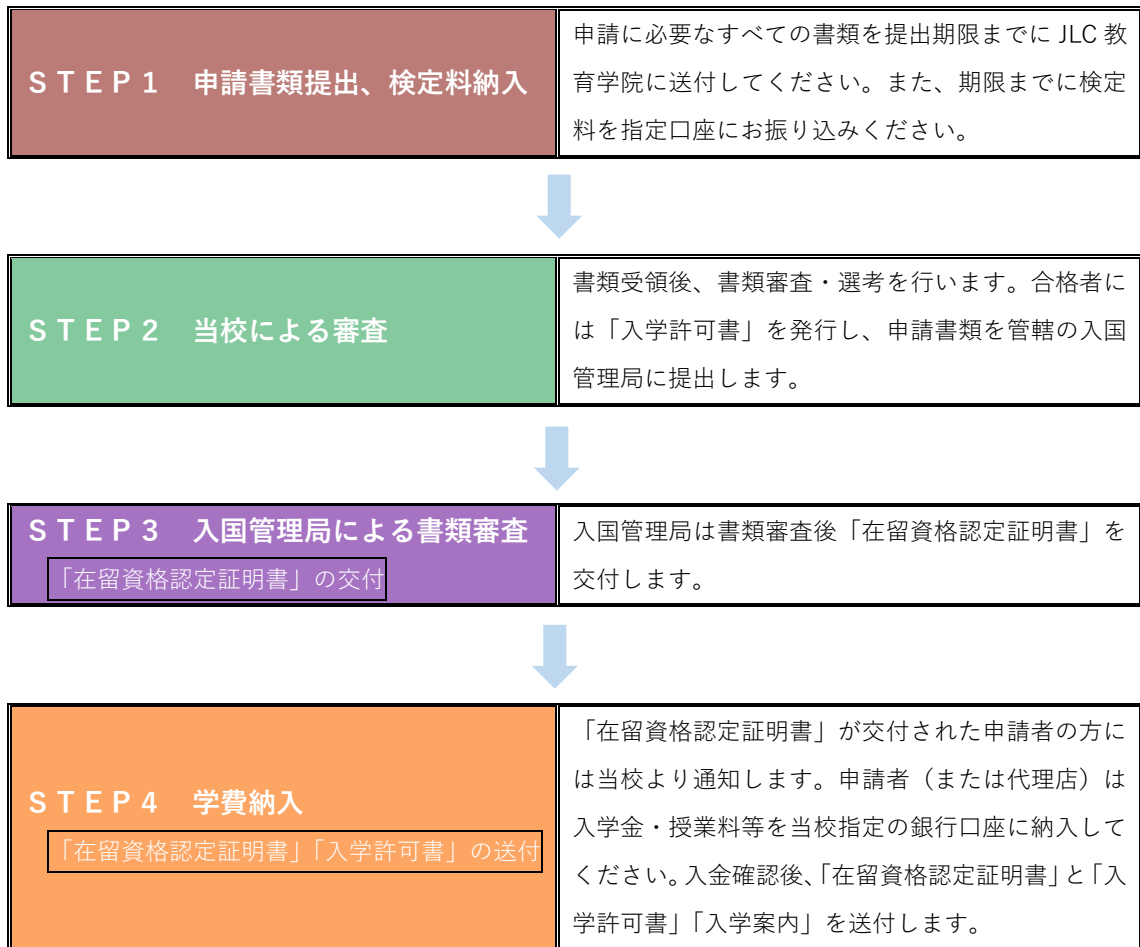 STEP1 申請書類提出、検定料納入
申請に必要なすべての書類を提出期限までに JLC 教
育学院に送付してください。また、期限までに検定
料を指定口座にお振り込みください。
STEP2 当校による審査
書類受領後、書類審査・選考を行います。合格者に
は「入学許可書」を発行し、申請書類を管轄の入国
管理局に提出します。
STEP3 入国管理局による書類審査
「在留資格認定証明書」の交付
入国管理局は書類審査後「在留資格認定証明書」を
交付します。
STEP4 学費納入
「在留資格認定証明書」「入学許可書」の送付
「在留資格認定証明書」が交付された申請者の方に
は当校より通知します。申請者（または代理店）は
入学金・授業料等を当校指定の銀行口座に納入して
ください。入金確認後、「在留資格認定証明書」と「入
学許可書」「入学案内」を送付します。